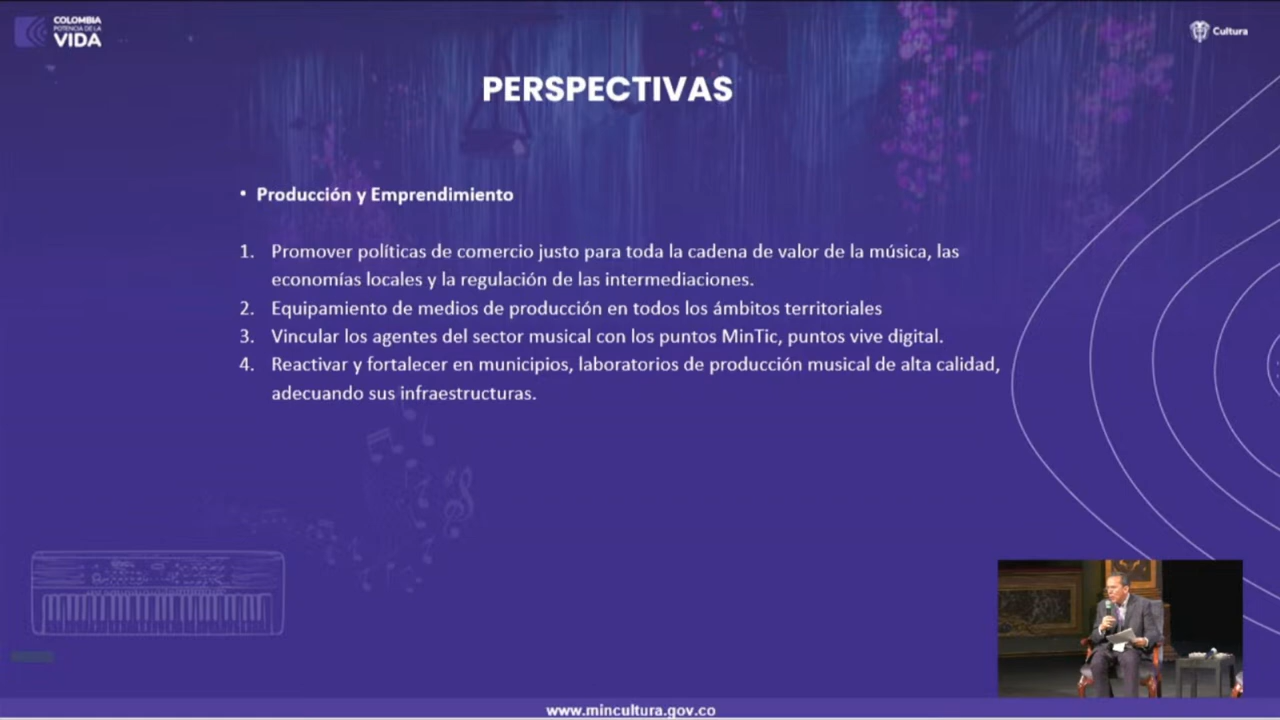 COLOMBIA
POTENCIA DE LA
VIDA
Cultura
PERSPECTIVAS
• Producción y Emprendimiento
1. Promover políticas de comercio justo para toda la cadena de valor de la música, las
economías locales y la regulación de las intermediaciones.
2. Equipamiento de medios de producción en todos los ámbitos territoriales
3. Vincular los agentes del sector musical con los puntos MinTic, puntos vive digital.
4. Reactivar y fortalecer en municipios, laboratorios de producción musical de alta calidad,
adecuando sus infraestructuras.
www.mincultura.gov.co